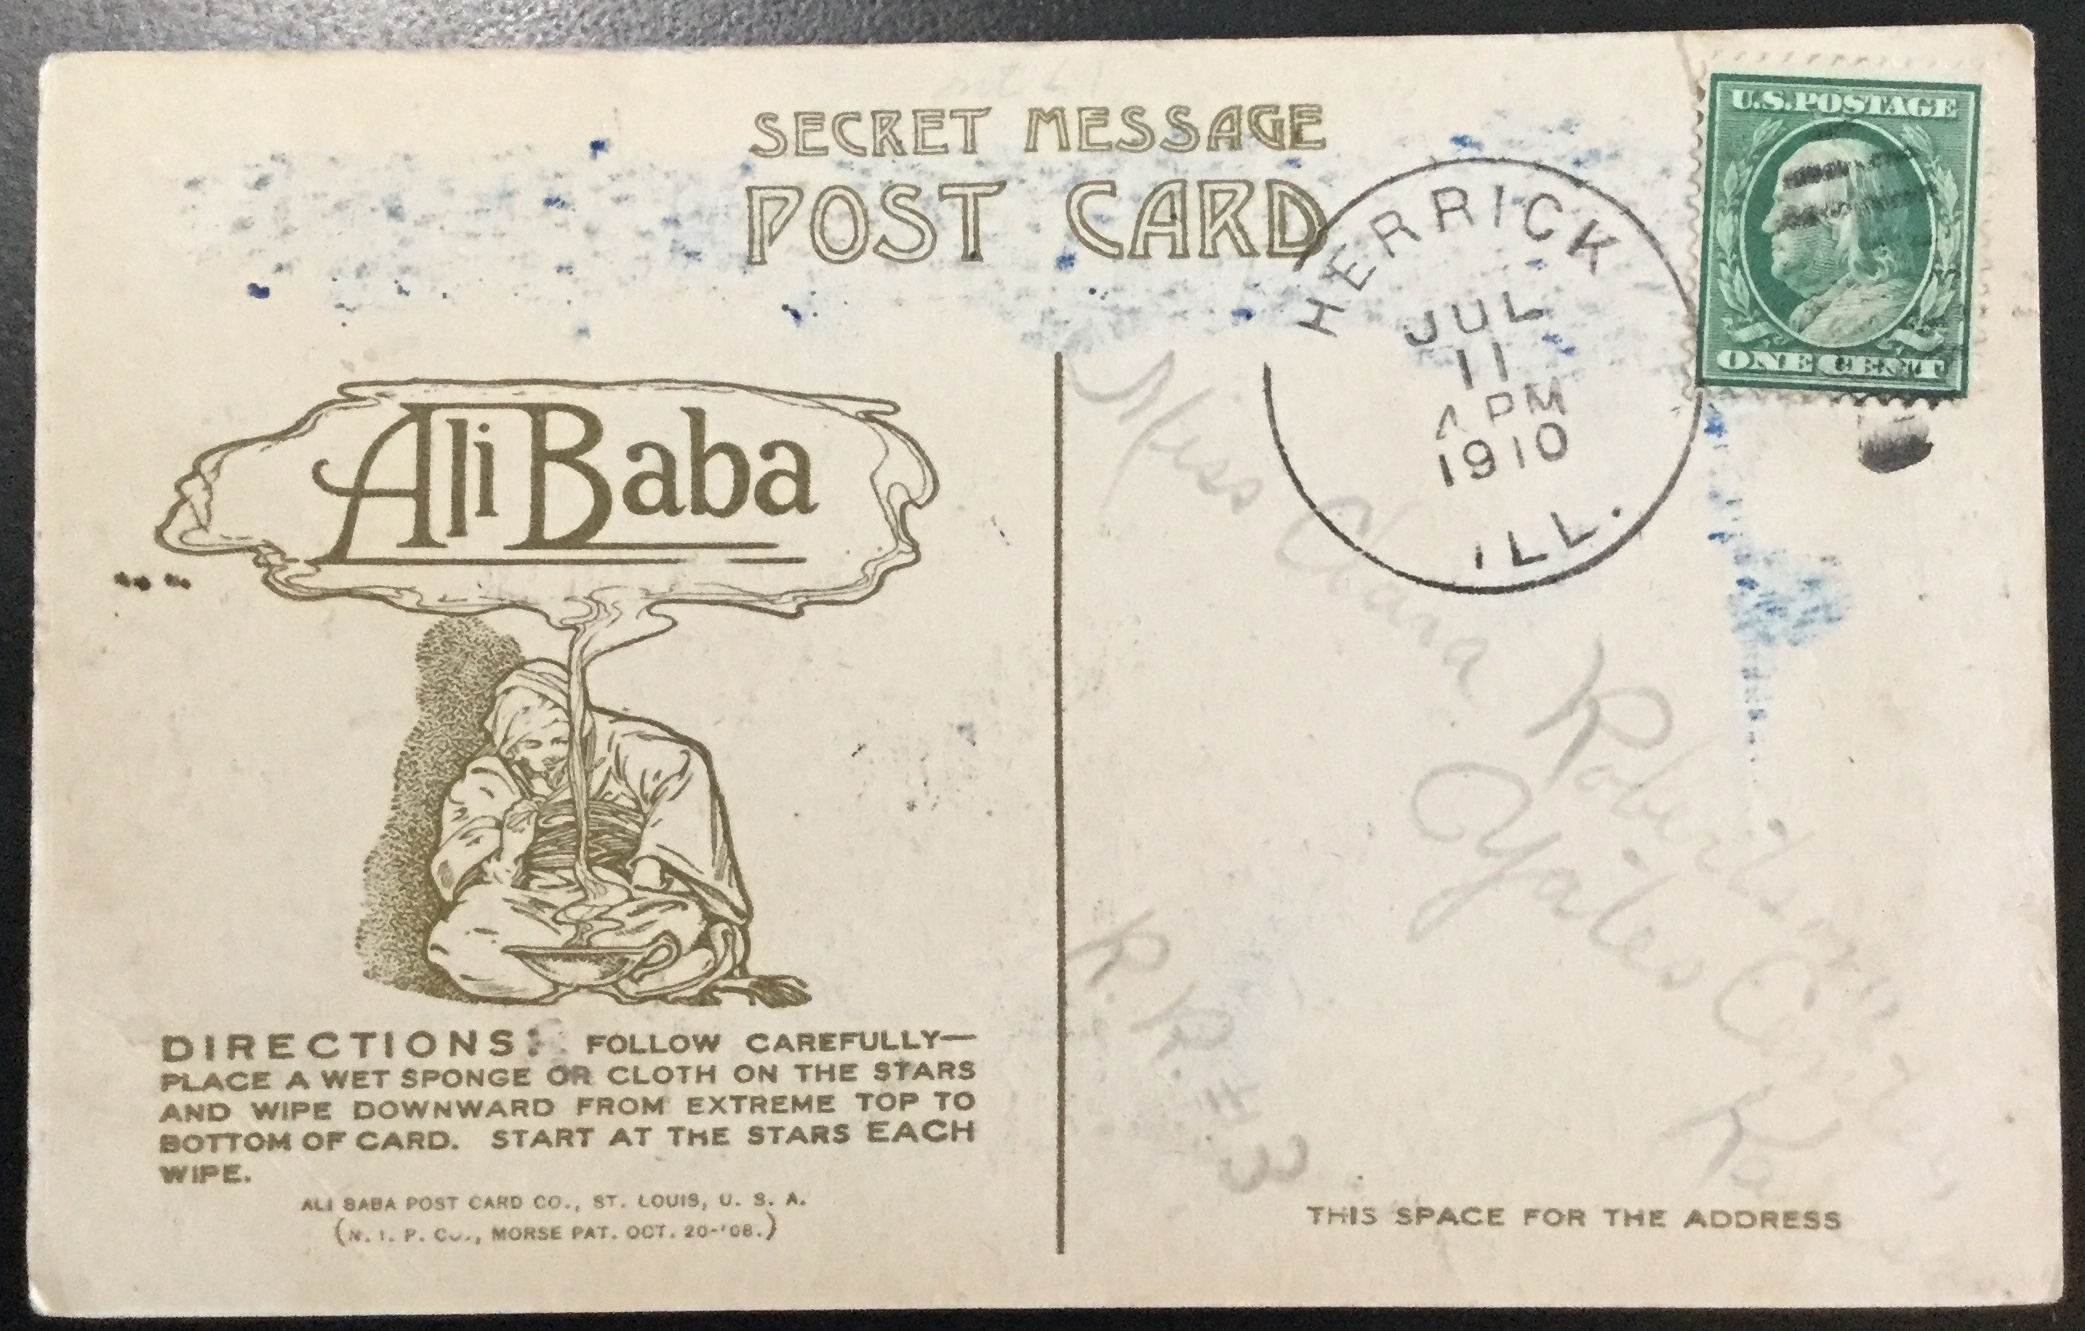 SECRET MESSAGE
POST CARD
U.S. POSTAGE
ONE CENT
HERRICK
JUL
11
PM
1910
ILL.
Ali Baba
Miss Clara Robertson
Yates Center
R. R. #3
DIRECTIONS: FOLLOW CAREFULLY—
PLACE A WET SPONGE OR CLOTH ON THE STARS
AND WIPE DOWNWARD FROM EXTREME TOP TO
BOTTOM OF CARD. START AT THE STARS EACH
WIPE.
ALI BABA POST CARD CO., ST. LOUIS, U. S. A.
(N. I. P. CO., MORSE PAT. OCT. 20-'08.)
THIS SPACE FOR THE ADDRESS